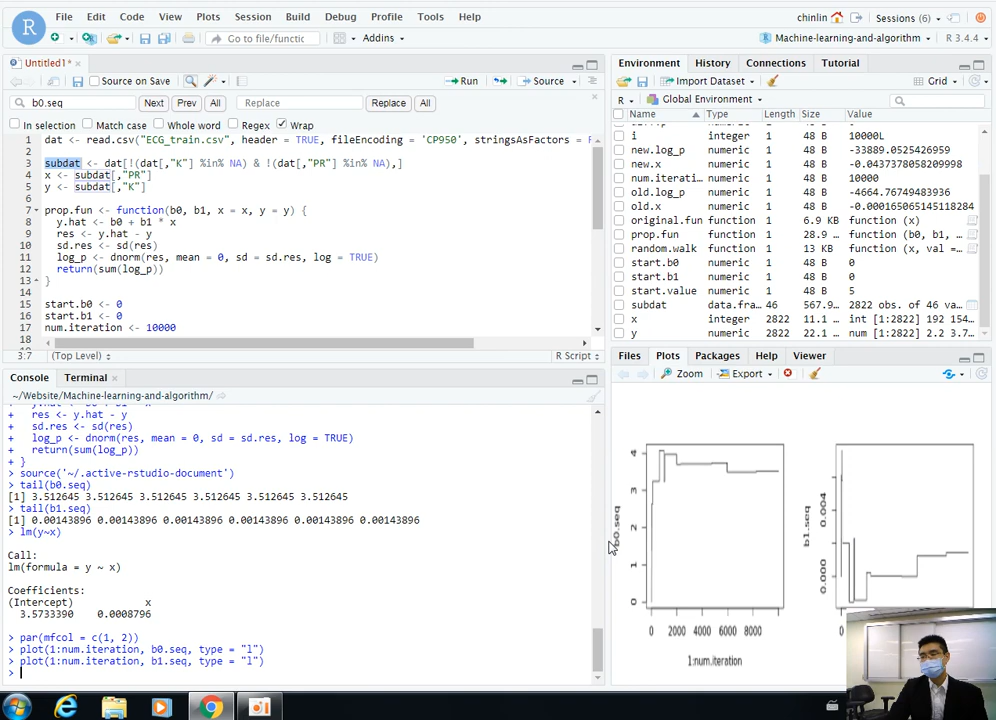 File Edit Code View Plots Session Build Debug Profile Tools Help
R
Go to file/functic
Addins
chinlin
Sessions (6)
Machine-learning-and-algorithm
R 3.4.4
Untitled1*
Source on Save
Run
Source
b0.seq
Next
Prev
All
Replace
Replace
All
In selection
Match case
Whole word
Regex
Wrap
1 dat <- read.csv("ECG_train.csv", header = TRUE, fileEncoding = 'CP950', stringsAsFactors = F
2
3 subdat <- dat[!(dat[,"K"] %in% NA) & !(dat[,"PR"] %in% NA),]
4 x <- subdat[,"PR"]
5 y <- subdat[,"K"]
6
7 prop.fun <- function(b0, b1, x = x, y = y) {
8 y.hat <- b0 + b1 * x
9 res <- y.hat - y
10 sd.res <- sd(res)
11 log_p <- dnorm(res, mean = 0, sd = sd.res, log = TRUE)
12 return(sum(log_p))
13 }
14
15 start.b0 <- 0
16 start.b1 <- 0
17 num.iteration <- 10000
18
3:7 (Top Level) R Script
Console Terminal
~/Website/Machine-learning-and-algorithm/
+ res <- y.hat - y
+ sd.res <- sd(res)
+ log_p <- dnorm(res, mean = 0, sd = sd.res, log = TRUE)
+ return(sum(log_p))
+ }
> source('~/.active-rstudio-document')
> tail(b0.seq)
[1] 3.512645 3.512645 3.512645 3.512645 3.512645 3.512645
> tail(b1.seq)
[1] 0.00143896 0.00143896 0.00143896 0.00143896 0.00143896 0.00143896
> lm(y~x)
Call:
lm(formula = y ~ x)
Coefficients:
(Intercept) x
3.5733390 0.0008796
> par(mfcol = c(1, 2))
> plot(1:num.iteration, b0.seq, type = "l")
> plot(1:num.iteration, b1.seq, type = "l")
>
Environment History Connections Tutorial
Import Dataset
Grid
R
Global Environment
Name Type Length Size Value
i integer 1 48 B 10000L
new.log_p numeric 1 48 B -33889.0525426959
new.x numeric 1 48 B -0.0437378058209998
num.iterati… numeric 1 48 B 10000
old.log_p numeric 1 48 B -4664.76749483936
old.x numeric 1 48 B -0.000165065145118284
original.fun function 1 6.9 KB function (x)
prop.fun function 1 28.9 … function (b0, b1, …
random.walk function 1 13 KB function (x, val =…
start.b0 numeric 1 48 B 0
start.b1 numeric 1 48 B 0
start.value numeric 1 48 B 5
subdat data.fra… 46 567.9… 2822 obs. of 46 va…
x integer 2822 11.1 … int [1:2822] 192 154…
y numeric 2822 22.1 … num [1:2822] 2.2 3.7…
Files Plots Packages Help Viewer
Zoom
Export
b0.seq
4
3
2
1
0
0 2000 4000 6000 8000
1:num.iteration
b1.seq
0.004
0.000
0